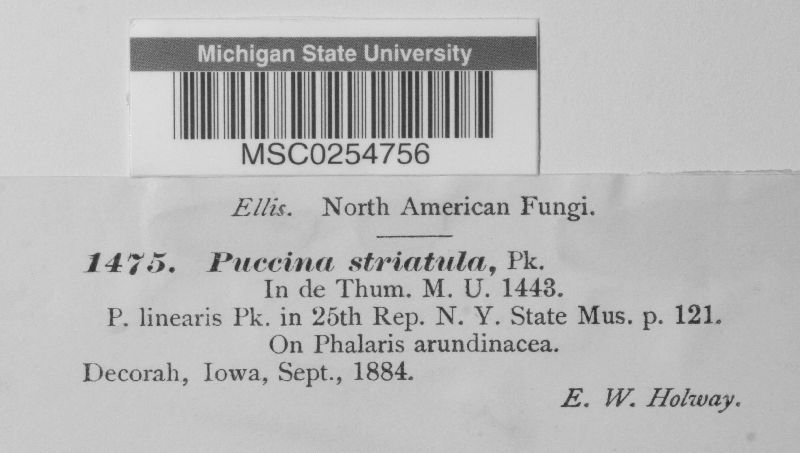 Michigan State University
MSC0254756
Ellis. North American Fungi.
1475. Puccina striatula, Pk.
In de Thum. M. U. 1443.
P. linearis Pk. in 25th Rep. N. Y. State Mus. p. 121.
On Phalaris arundinacea.
Decorah, Iowa, Sept., 1884.
E. W. Holway.